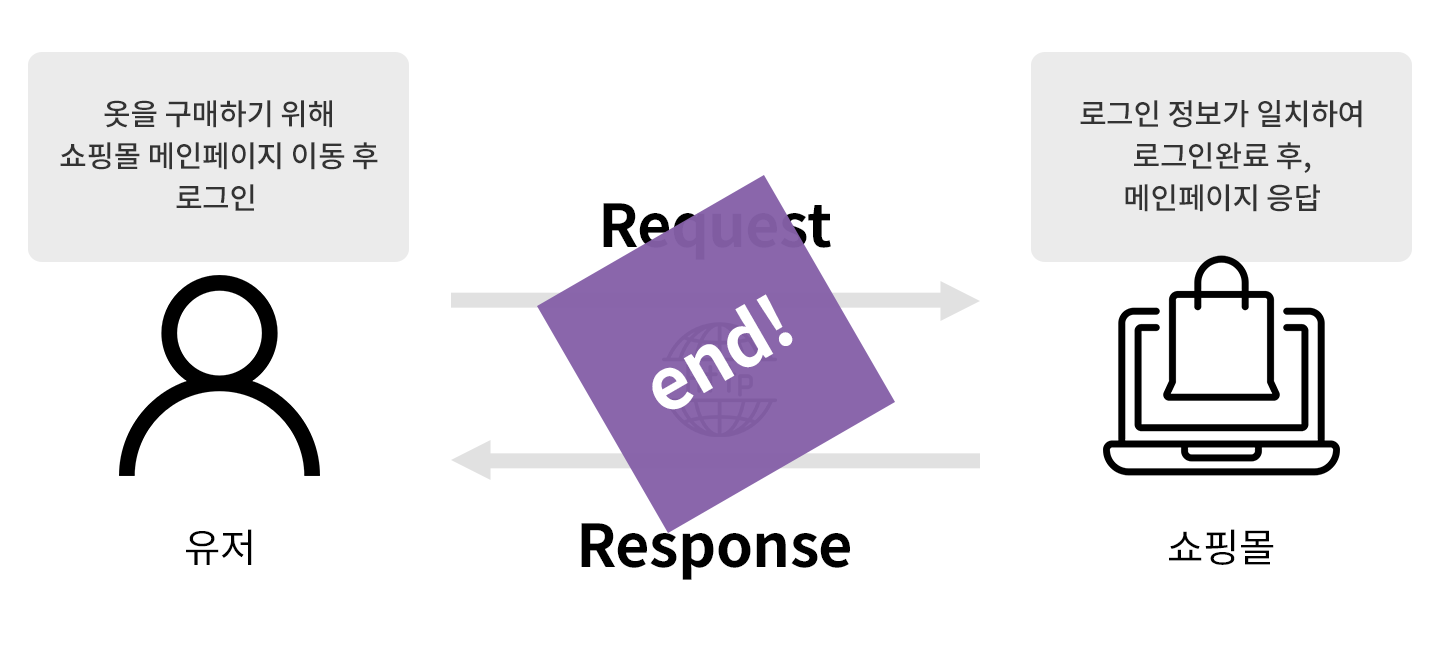 옷을 구매하기 위해
쇼핑몰 메인페이지 이동 후
로그인
로그인 정보가 일치하여
로그인완료 후,
메인페이지 응답
Request
end!
Response
유저
쇼핑몰